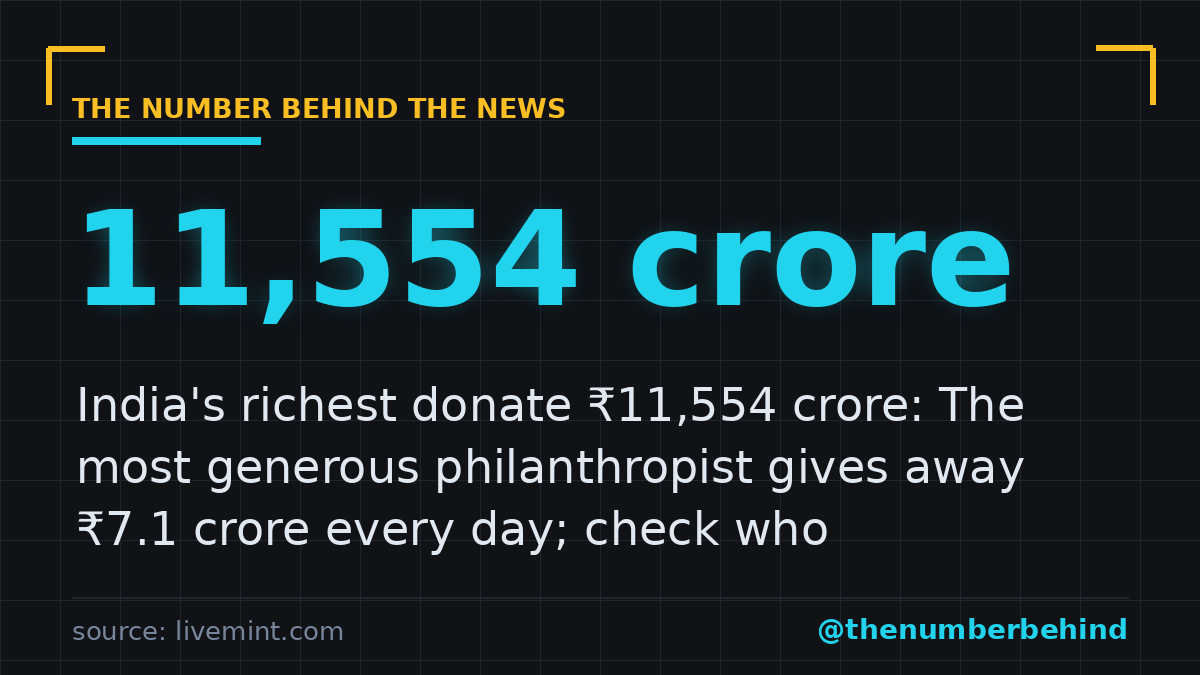 THE NUMBER BEHIND THE NEWS
11,554 crore
India's richest donate ₹11,554 crore: The
most generous philanthropist gives away
₹7.1 crore every day; check who
source: livemint.com
@thenumberbehind